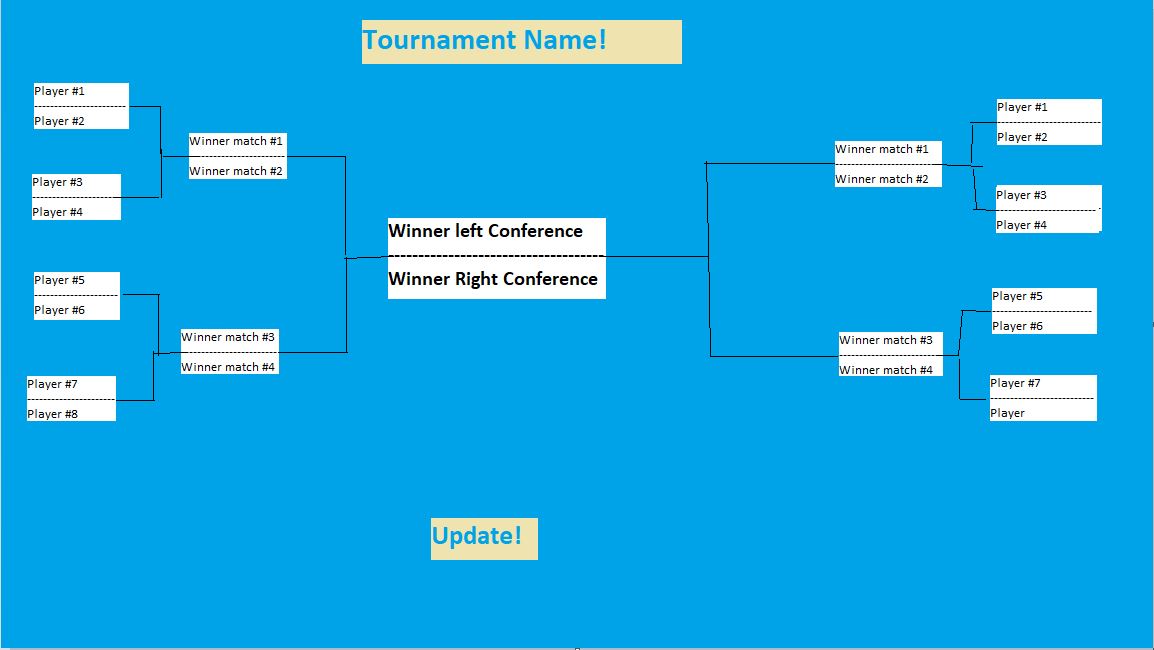 Tournament Name!
Player #1
Player #2
Player #3
Player #4
Player #5
Player #6
Player #7
Player #8
Winner match #1
Winner match #2
Winner match #3
Winner match #4
Winner left Conference
Winner Right Conference
Winner match #1
Winner match #2
Winner match #3
Winner match #4
Player #1
Player #2
Player #3
Player #4
Player #5
Player #6
Player #7
Player
Update!